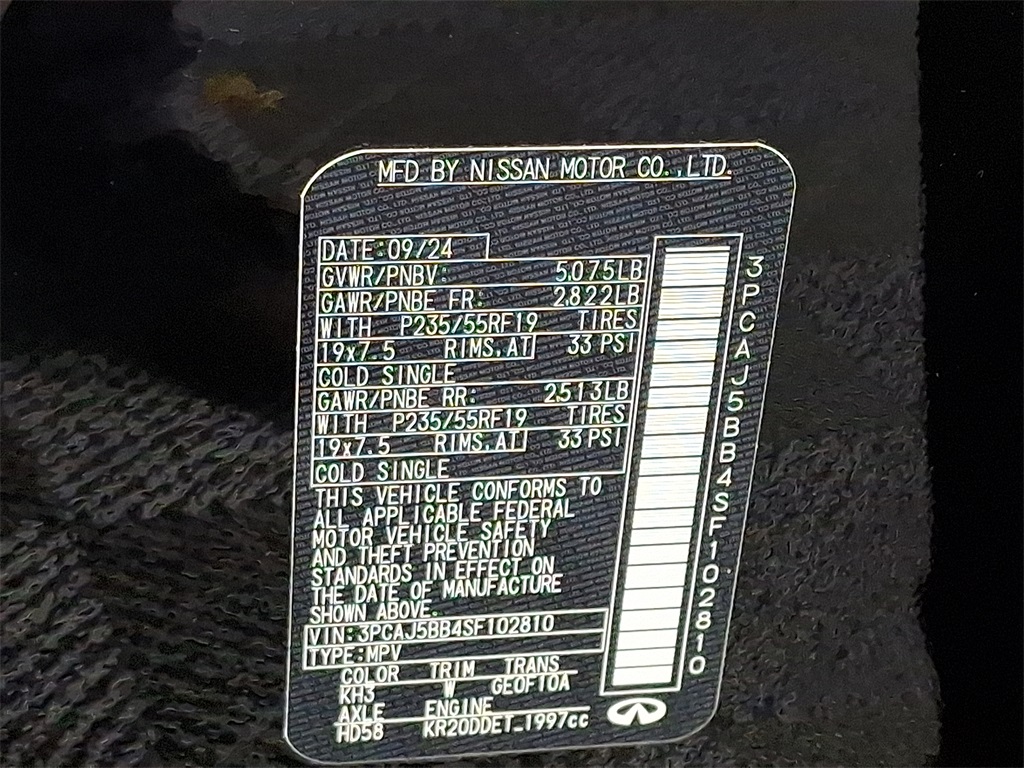 MFD BY NISSAN MOTOR CO.,LTD.
DATE:09/24
GVWR/PNBV: 5075LB
GAWR/PNBE FR: 2822LB
WITH P235/55RF19 TIRES
19x7.5 RIMS,AT 33 PSI
COLD SINGLE
GAWR/PNBE RR: 2513LB
WITH P235/55RF19 TIRES
19x7.5 RIMS,AT 33 PSI
COLD SINGLE
THIS VEHICLE CONFORMS TO
ALL APPLICABLE FEDERAL
MOTOR VEHICLE SAFETY
AND THEFT PREVENTION
STANDARDS IN EFFECT ON
THE DATE OF MANUFACTURE
SHOWN ABOVE.
VIN:3PCAJ5BB4SF102810
TYPE:MPV
COLOR TRIM TRANS
KH3 W GE0F10A
AXLE ENGINE
HD58 KR20DDET_1997cc
3PCAJ5BB4SF102810